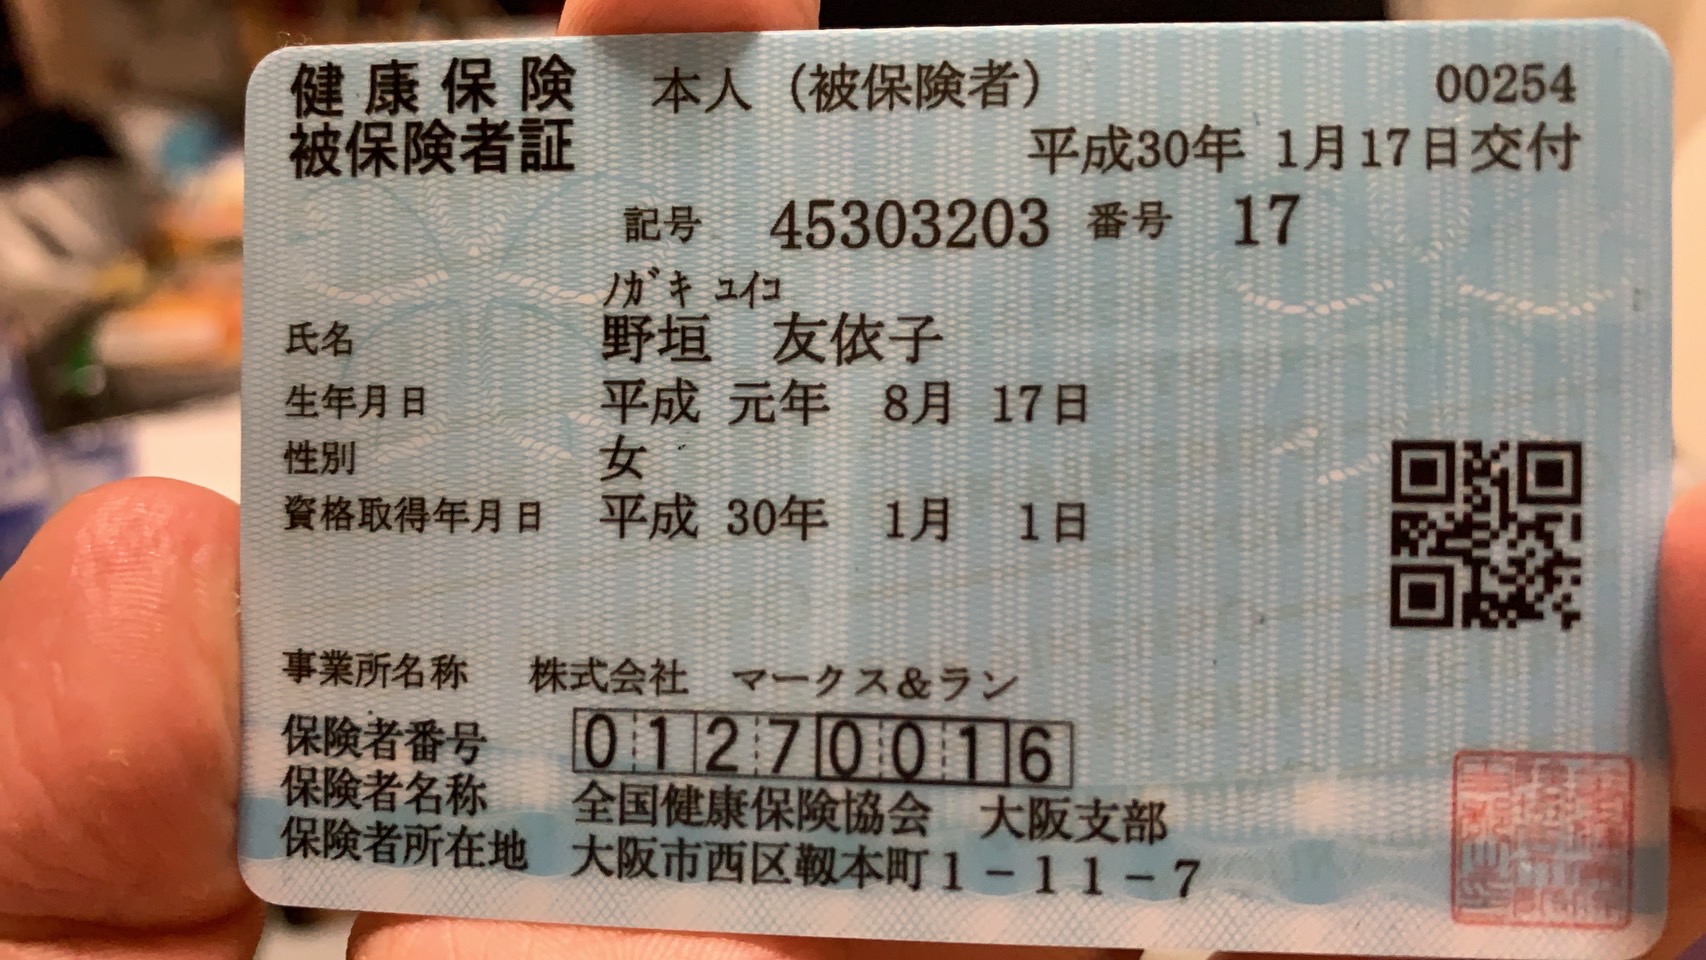 健康保険 本人（被保険者） 00254
被保険者証 平成30年 1月17日交付
記号 45303203 番号 17
ﾉｶﾞｷ ﾕｲｺ
氏名 野垣 友依子
生年月日 平成 元年 8月 17日
性別 女
資格取得年月日 平成 30年 1月 1日
事業所名称 株式会社 マークス＆ラン
保険者番号 01270016
保険者名称 全国健康保険協会 大阪支部
保険者所在地 大阪市西区靱本町１－１１－７